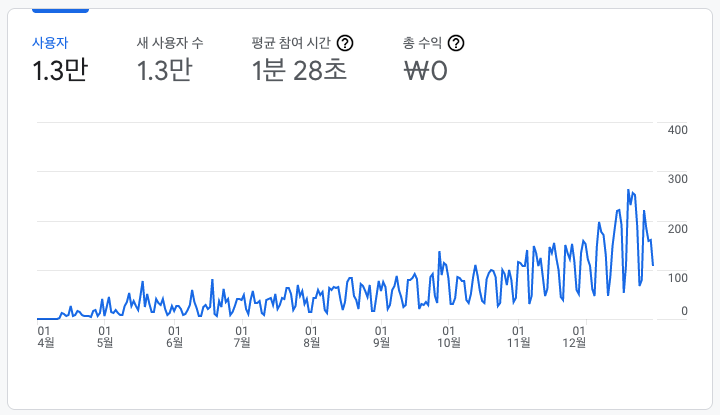 사용자 새 사용자 수 평균 참여 시간 ? 총 수익 ?
1.3만 1.3만 1분 28초 ₩0
400
300
200
100
0
01 01 01 01 01 01 01 01 01
4월 5월 6월 7월 8월 9월 10월 11월 12월